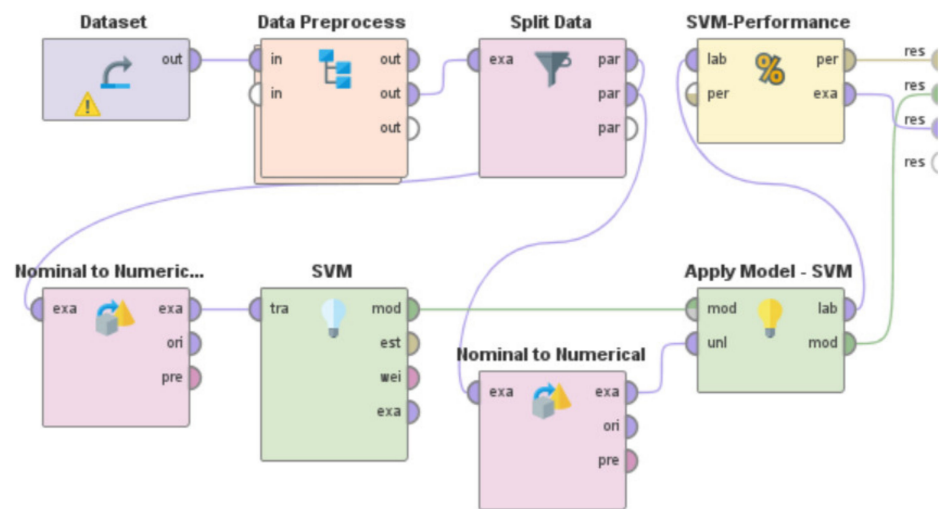 Dataset
out
Data Preprocess
in
in
out
out
out
Split Data
exa
par
par
par
SVM-Performance
lab
per
per
exa
res
res
res
res
Nominal to Numeric...
exa
exa
ori
pre
SVM
tra
mod
est
wei
exa
Nominal to Numerical
exa
exa
ori
pre
Apply Model - SVM
mod
unl
lab
mod